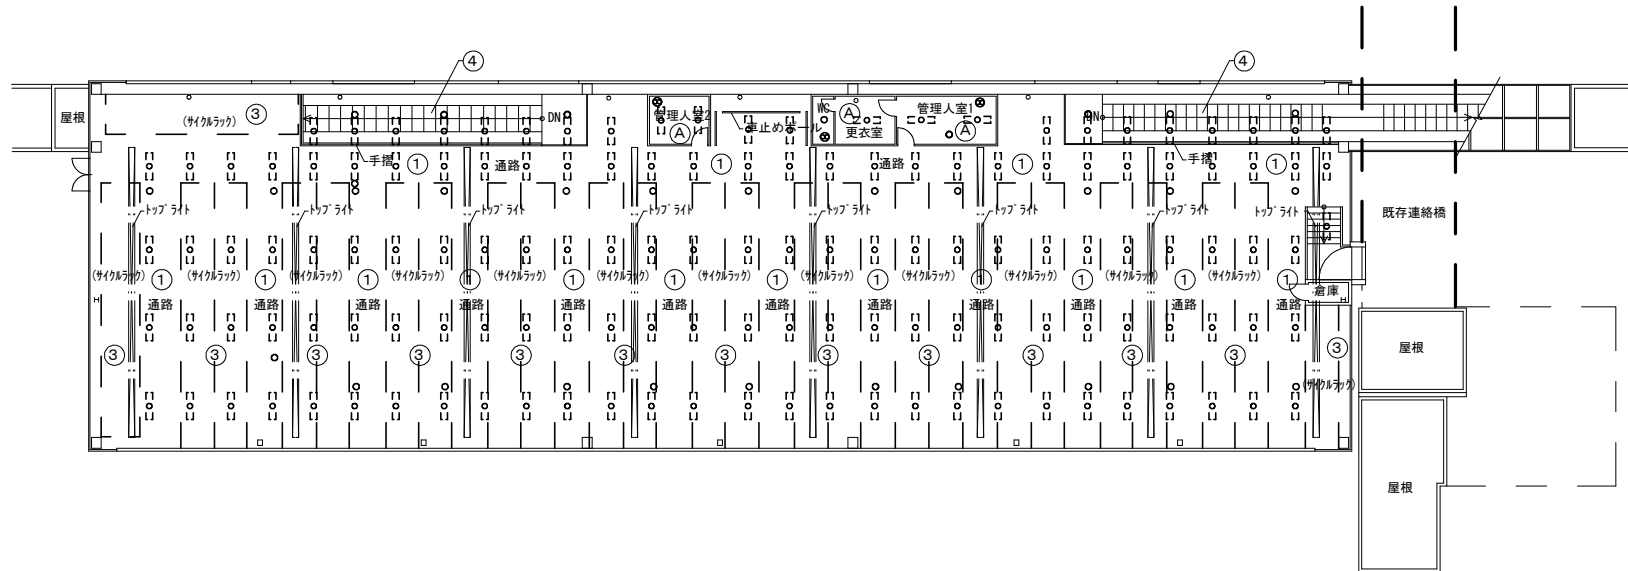 ④ ④
屋根 (ｻｲｸﾙﾗｯｸ) ③ DN 管理人室2 Ⓐ 車止めポール WC Ⓐ 更衣室 管理人室1 Ⓐ DN
手摺 ① 通路 ① 通路 ① 手摺 ①
ﾄｯﾌﾟﾗｲﾄ ﾄｯﾌﾟﾗｲﾄ ﾄｯﾌﾟﾗｲﾄ ﾄｯﾌﾟﾗｲﾄ ﾄｯﾌﾟﾗｲﾄ ﾄｯﾌﾟﾗｲﾄ ﾄｯﾌﾟﾗｲﾄ ﾄｯﾌﾟﾗｲﾄ 既存連絡橋
(ｻｲｸﾙﾗｯｸ) ① (ｻｲｸﾙﾗｯｸ) ① (ｻｲｸﾙﾗｯｸ) ① (ｻｲｸﾙﾗｯｸ) ① (ｻｲｸﾙﾗｯｸ) ① (ｻｲｸﾙﾗｯｸ) ① (ｻｲｸﾙﾗｯｸ) ① (ｻｲｸﾙﾗｯｸ) ① (ｻｲｸﾙﾗｯｸ) ① (ｻｲｸﾙﾗｯｸ) ① (ｻｲｸﾙﾗｯｸ) ① (ｻｲｸﾙﾗｯｸ) ①
倉庫
通路 通路 通路 通路 通路 通路 通路 通路 通路 通路 通路 通路
③ ③ ③ ③ ③ ③ ③ ③ ③ ③ ③ ③ ③ 屋根
(ｻｲｸﾙﾗｯｸ)
屋根